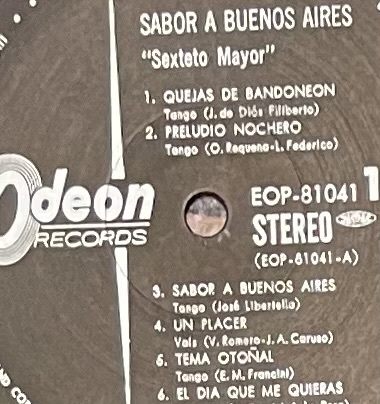 SABOR A BUENOS AIRES
"Sexteto Mayor"
1. QUEJAS DE BANDONEON
Tango (J. de Diós Filiberto)
2. PRELUDIO NOCHERO
Tango (O. Requena-L. Federico)
Odeon
RECORDS
EOP-81041
1
STEREO
(EOP-81041-A)
3. SABOR A BUENOS AIRES
Tango (José Libertella)
4. UN PLACER
Vals (V. Romero-J. A. Caruso)
5. TEMA OTOÑAL
Tango (E. M. Francini)
6. EL DIA QUE ME QUIERAS